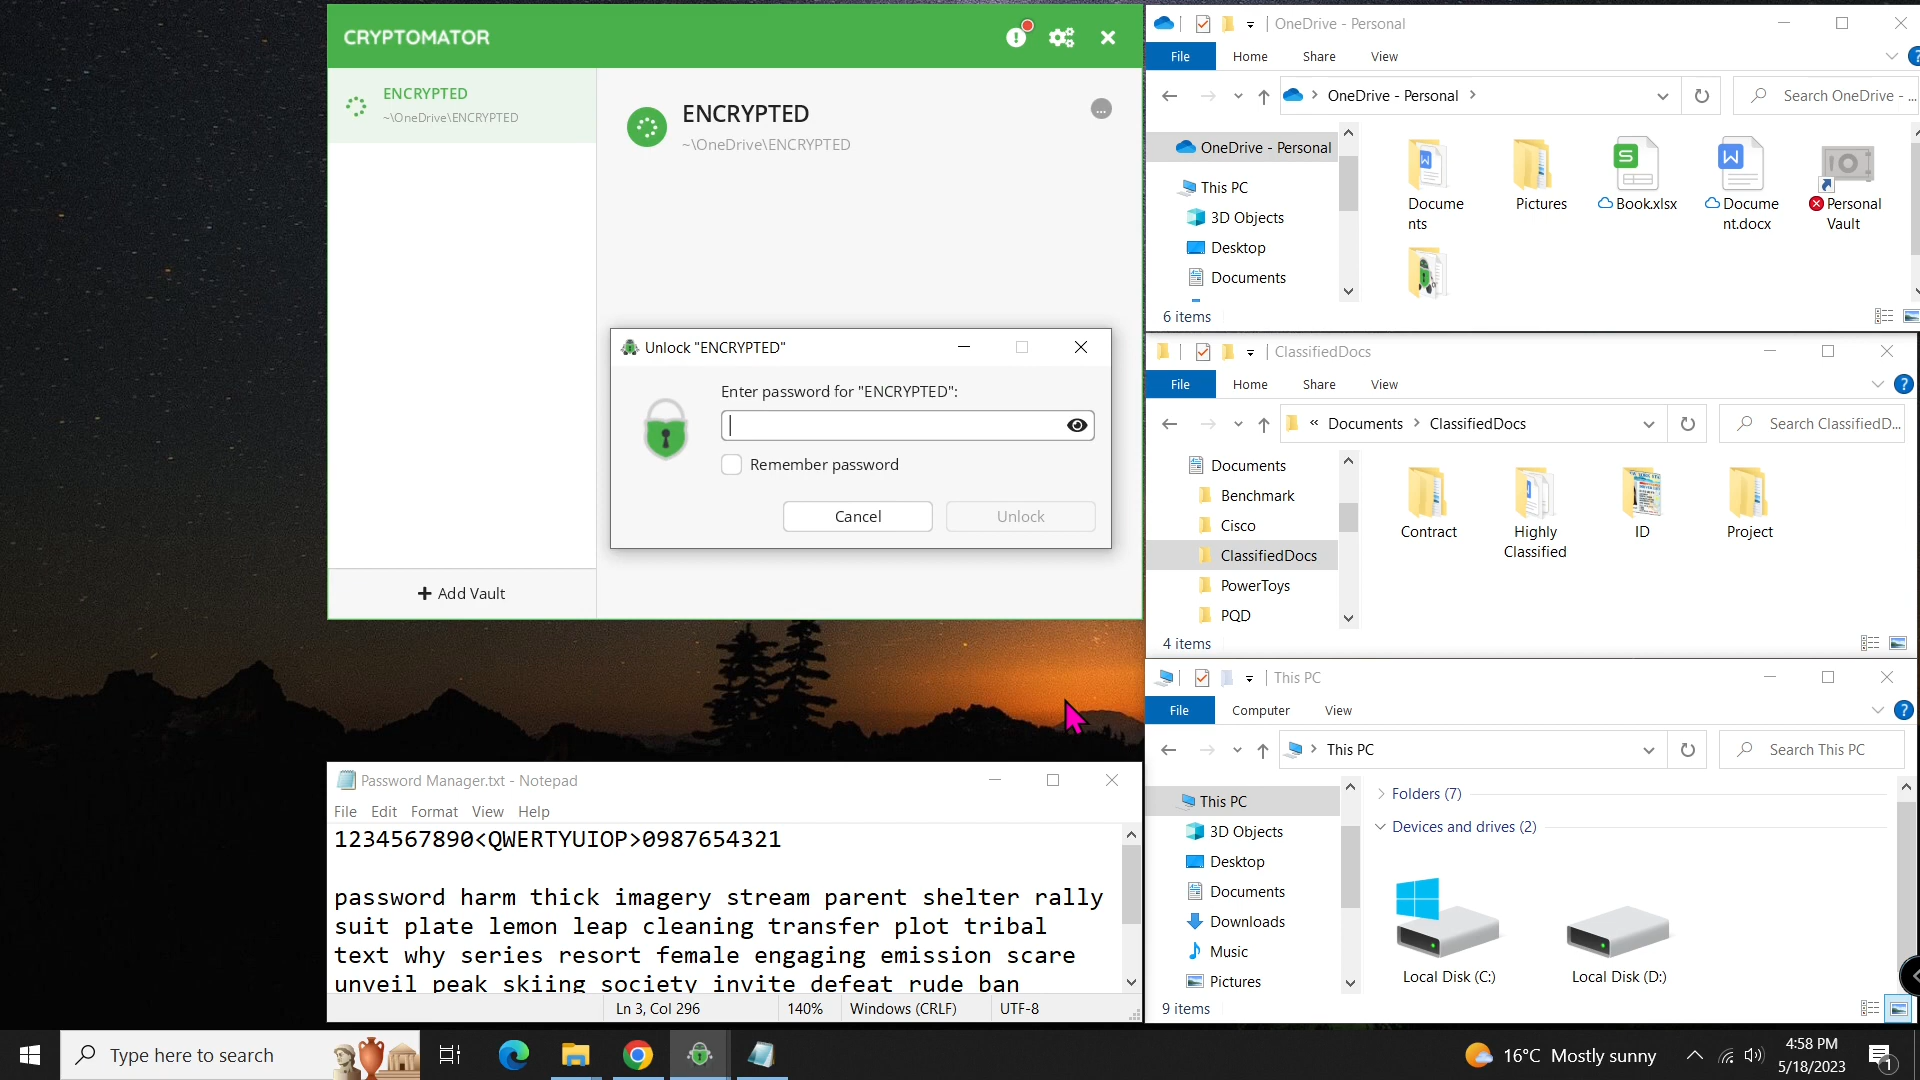 CRYPTOMATOR
ENCRYPTED
~\OneDrive\ENCRYPTED
ENCRYPTED
~\OneDrive\ENCRYPTED
Add Vault
Unlock "ENCRYPTED"
Enter password for "ENCRYPTED":
Remember password
Cancel
Unlock
Password Manager.txt - Notepad
File Edit Format View Help
1234567890<QWERTYUIOP>0987654321
password harm thick imagery stream parent shelter rally
suit plate lemon leap cleaning transfer plot tribal
text why series resort female engaging emission scare
unveil peak skiing society invite defeat rude ban
Ln 3, Col 296
140%
Windows (CRLF)
UTF-8
OneDrive - Personal
File Home Share View
OneDrive - Personal
Search OneDrive - ...
OneDrive - Personal
This PC
3D Objects
Desktop
Documents
Docume
nts
Pictures
Book.xlsx
Docume
nt.docx
Personal
Vault
6 items
ClassifiedDocs
File Home Share View
« Documents > ClassifiedDocs
Search ClassifiedD...
Documents
Benchmark
Cisco
ClassifiedDocs
PowerToys
PQD
Contract
Highly
Classified
ID
Project
4 items
This PC
File Computer View
This PC
Search This PC
This PC
3D Objects
Desktop
Documents
Downloads
Music
Pictures
Folders (7)
Devices and drives (2)
Local Disk (C:)
Local Disk (D:)
9 items
Type here to search
16°C Mostly sunny
4:58 PM
5/18/2023
1